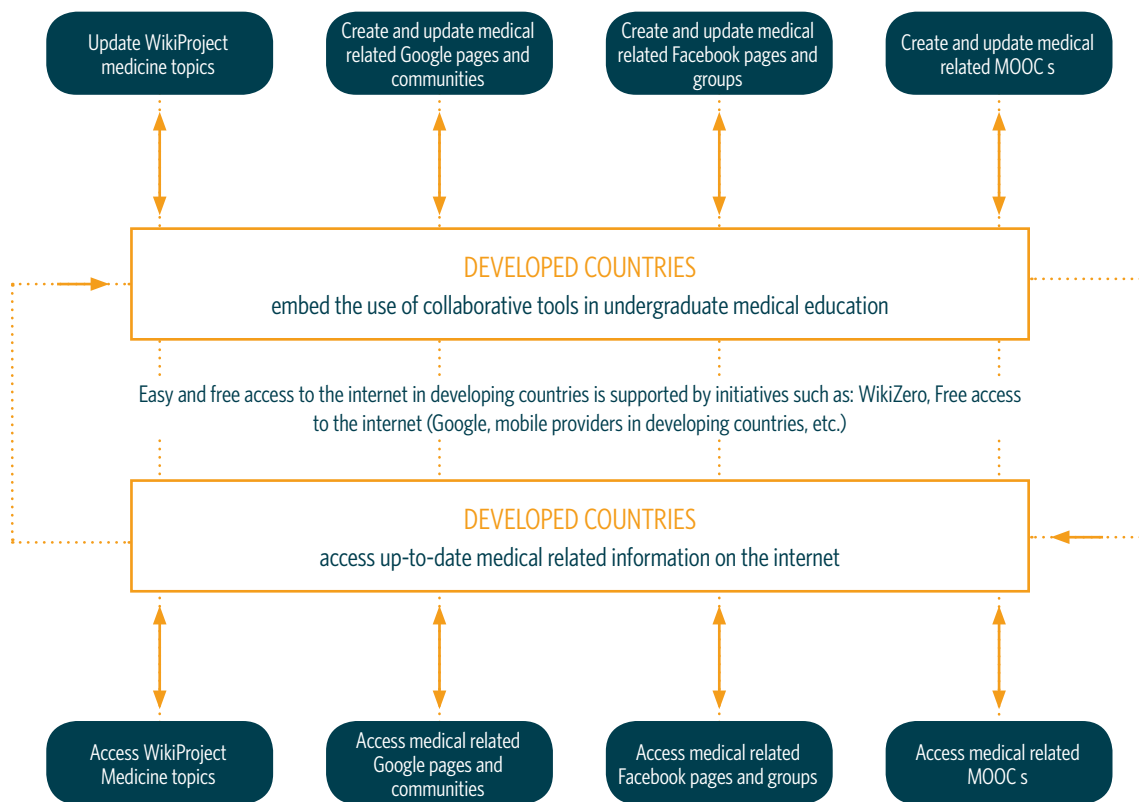 Update WikiProject
medicine topics
Create and update medical
related Google pages and
communities
Create and update medical
related Facebook pages and
groups
Create and update medical
related MOOC s
DEVELOPED COUNTRIES
embed the use of collaborative tools in undergraduate medical education
Easy and free access to the internet in developing countries is supported by initiatives such as: WikiZero, Free access
to the internet (Google, mobile providers in developing countries, etc.)
DEVELOPED COUNTRIES
access up-to-date medical related information on the internet
Access WikiProject
Medicine topics
Access medical related
Google pages and
communities
Access medical related
Facebook pages and groups
Access medical related
MOOC s